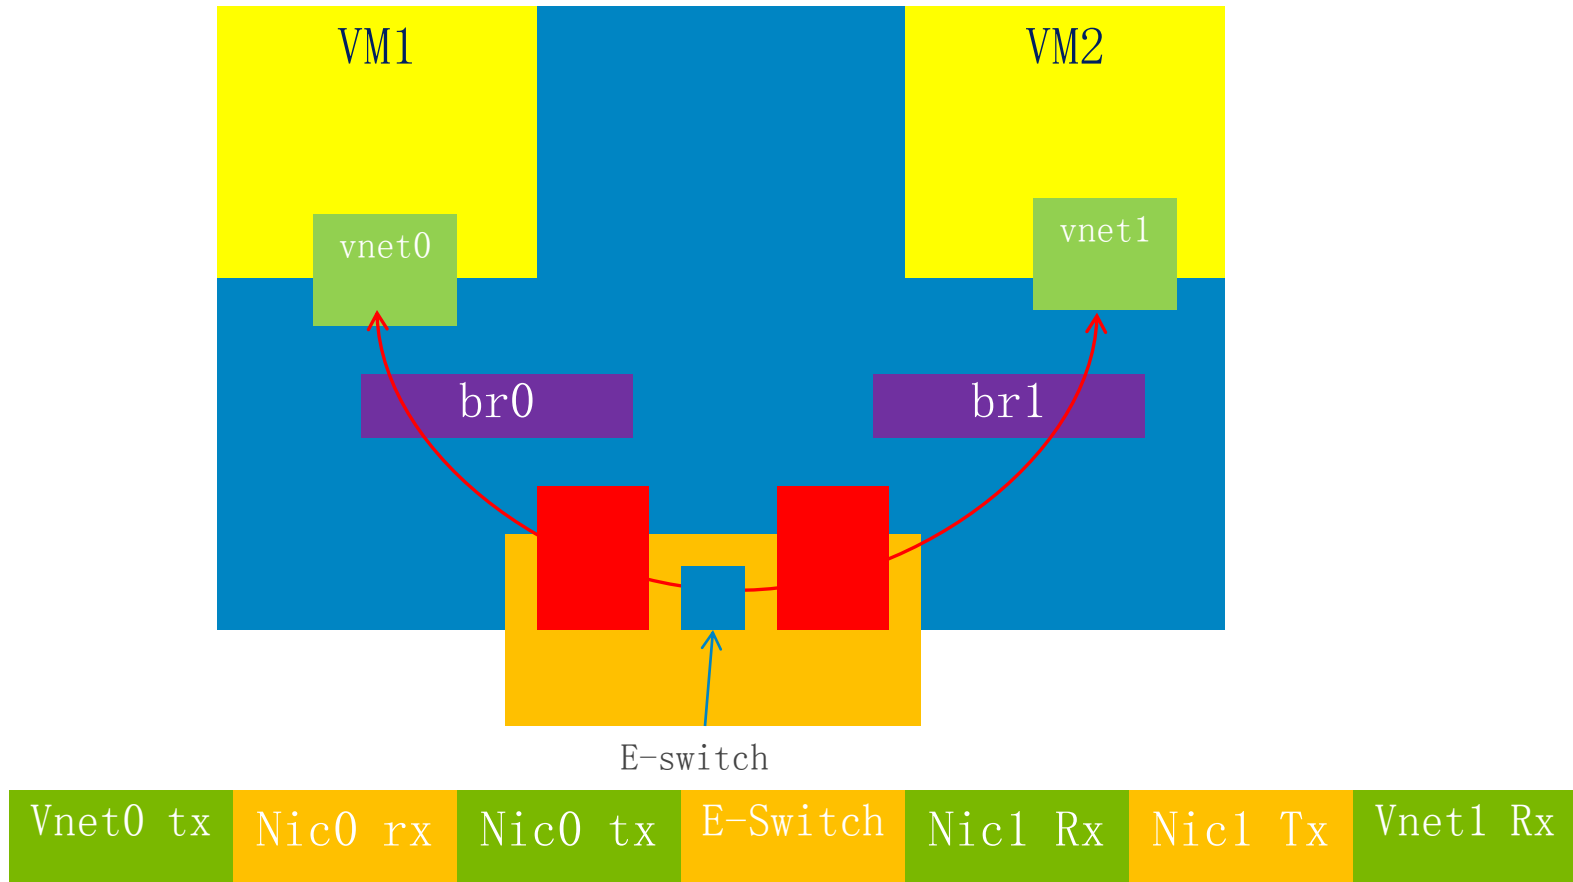 VM1
VM2
vnet0
vnet1
br0
br1
E-switch
Vnet0 tx
Nic0 rx
Nic0 tx
E-Switch
Nic1 Rx
Nic1 Tx
Vnet1 Rx